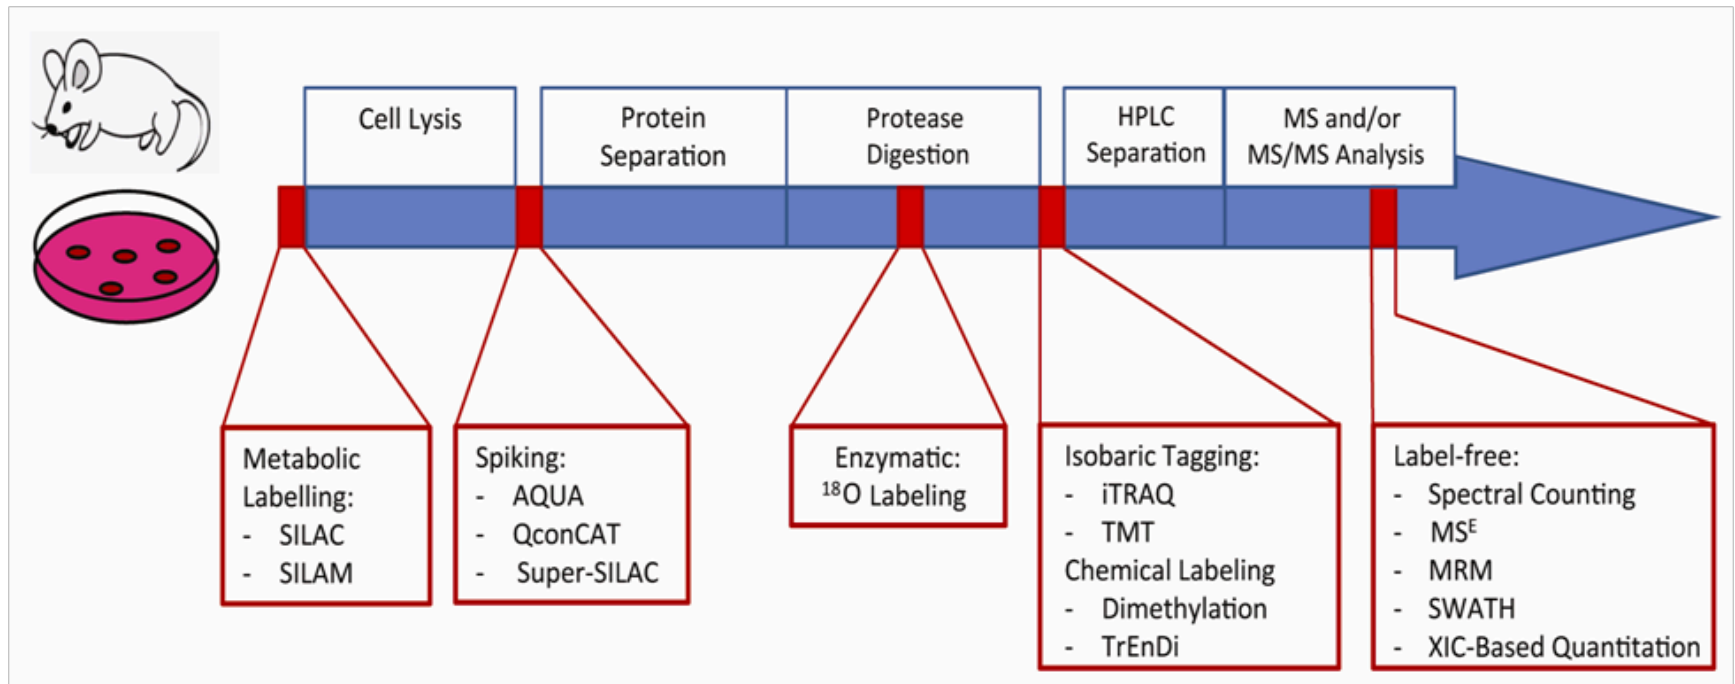 Cell Lysis
Protein
Separation
Protease
Digestion
HPLC
Separation
MS and/or
MS/MS Analysis
Metabolic
Labelling:
- SILAC
- SILAM
Spiking:
- AQUA
- QconCAT
- Super-SILAC
Enzymatic:
¹⁸O Labeling
Isobaric Tagging:
- iTRAQ
- TMT
Chemical Labeling
- Dimethylation
- TrEnDi
Label-free:
- Spectral Counting
- MSᴱ
- MRM
- SWATH
- XIC-Based Quantitation